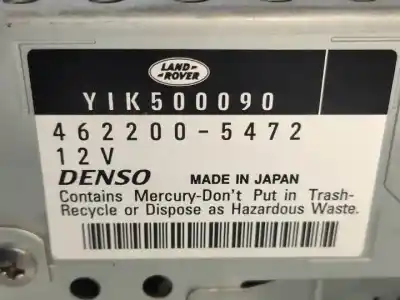 LAND-
ROVER
YIK500090
462200-5472
12V
DENSO MADE IN JAPAN
Contains Mercury-Don't Put in Trash-
Recycle or Dispose as Hazardous Waste.